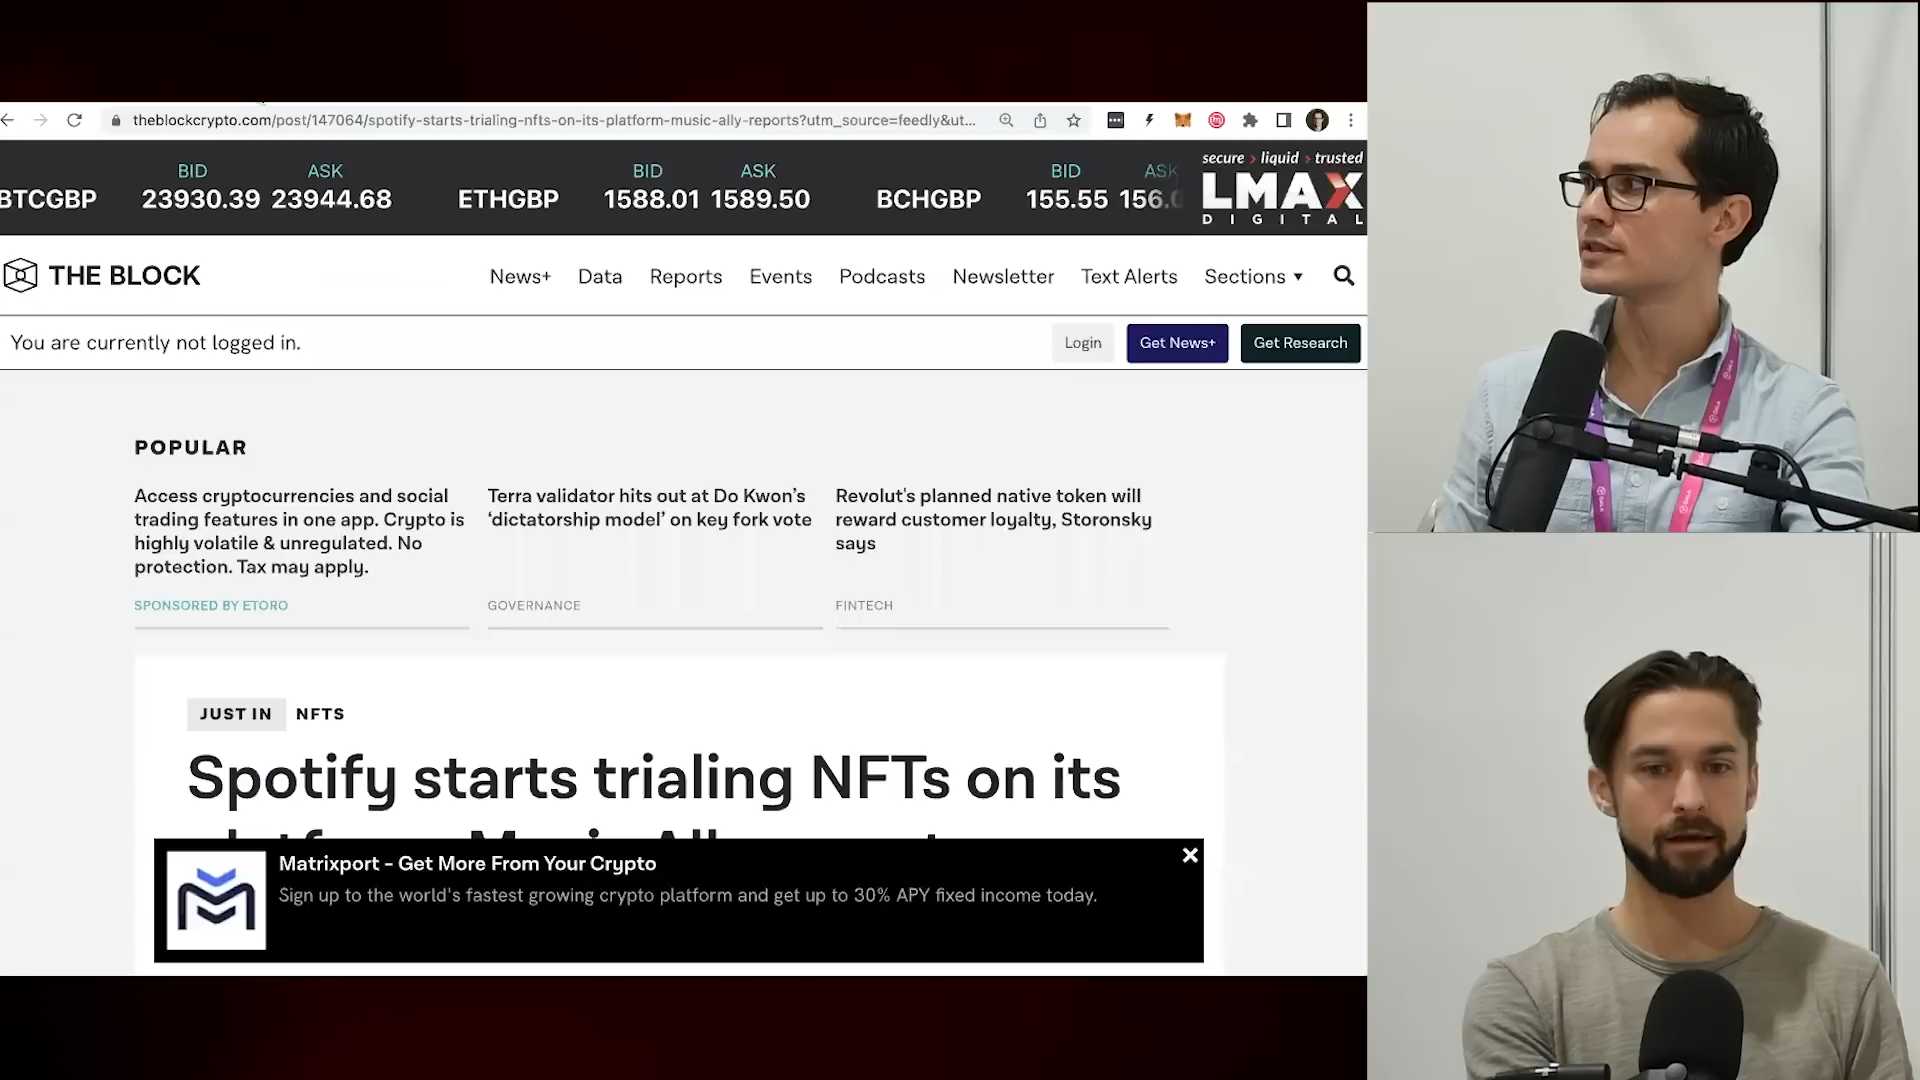 theblockcrypto.com/post/147064/spotify-starts-trialing-nfts-on-its-platform-music-ally-reports?utm_source=feedly&ut...
BID ASK BID ASK BID ASK
BTCGBP 23930.39 23944.68 ETHGBP 1588.01 1589.50 BCHGBP 155.55 156.0
secure > liquid > trusted
LMAX
DIGITAL
THE BLOCK News+ Data Reports Events Podcasts Newsletter Text Alerts Sections
You are currently not logged in. Login Get News+ Get Research
POPULAR
Access cryptocurrencies and social
trading features in one app. Crypto is
highly volatile & unregulated. No
protection. Tax may apply.
SPONSORED BY ETORO
Terra validator hits out at Do Kwon's
'dictatorship model' on key fork vote
GOVERNANCE
Revolut's planned native token will
reward customer loyalty, Storonsky
says
FINTECH
JUST IN NFTS
Spotify starts trialing NFTs on its
Matrixport - Get More From Your Crypto
Sign up to the world's fastest growing crypto platform and get up to 30% APY fixed income today.
GALA
GALA